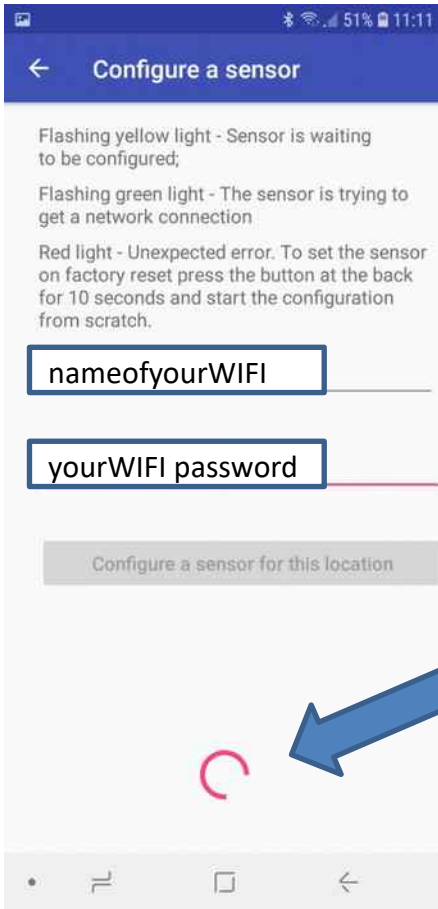 51% 11:11
Configure a sensor
Flashing yellow light - Sensor is waiting
to be configured;
Flashing green light - The sensor is trying to
get a network connection
Red light - Unexpected error. To set the sensor
on factory reset press the button at the back
for 10 seconds and start the configuration
from scratch.
nameofyourWIFI
yourWIFI password
Configure a sensor for this location